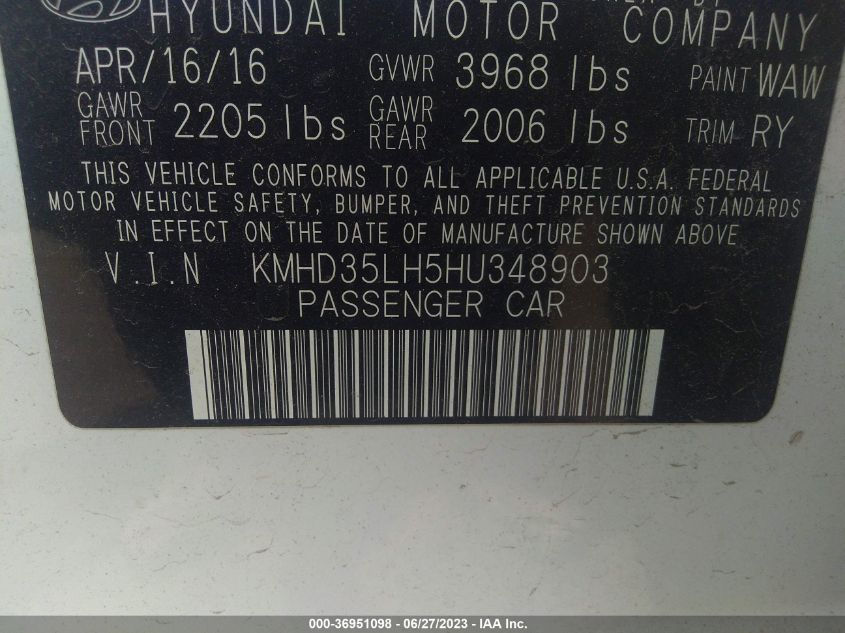 HYUNDAI MOTOR COMPANY
APR/16/16 GVWR 3968 lbs PAINT WAW
GAWR FRONT 2205 lbs GAWR REAR 2006 lbs TRIM RY
THIS VEHICLE CONFORMS TO ALL APPLICABLE U.S.A. FEDERAL
MOTOR VEHICLE SAFETY, BUMPER, AND THEFT PREVENTION STANDARDS
IN EFFECT ON THE DATE OF MANUFACTURE SHOWN ABOVE
V.I.N KMHD35LH5HU348903
PASSENGER CAR
000-36951098 - 06/27/2023 - IAA Inc.